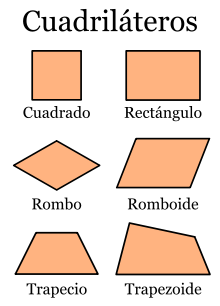 Cuadriláteros
Cuadrado Rectángulo
Rombo Romboide
Trapecio Trapezoide